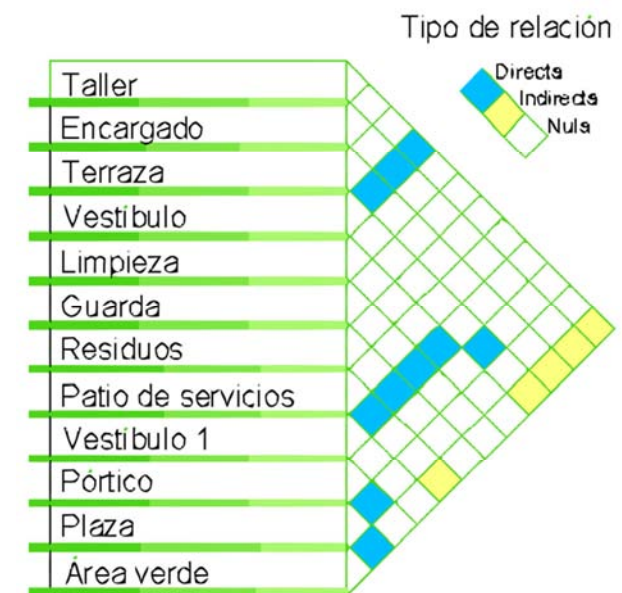 Tipo de relación
Directa
Indirecta
Nula
Taller
Encargado
Terraza
Vestíbulo
Limpieza
Guarda
Residuos
Patio de servicios
Vestíbulo 1
Pórtico
Plaza
Área verde